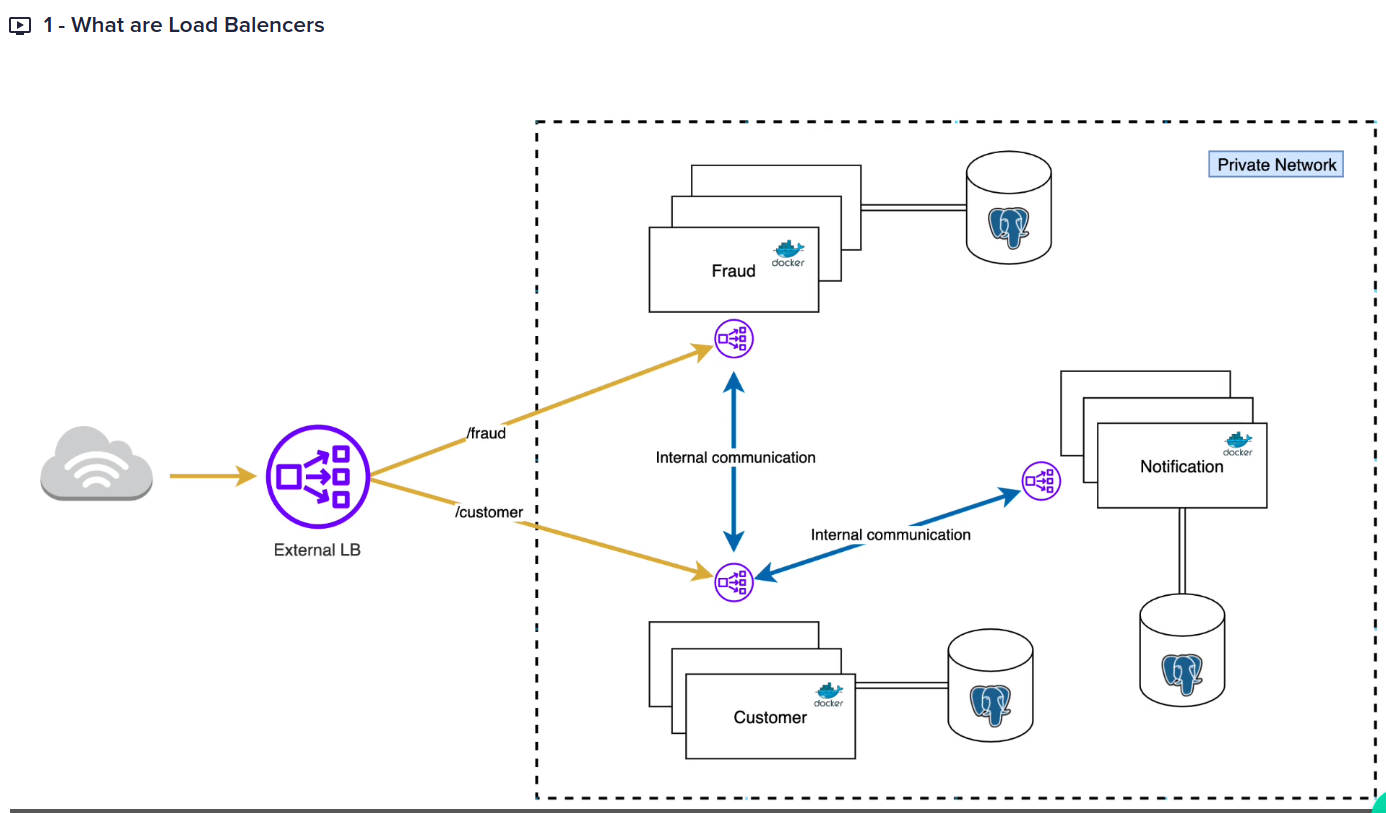 1 - What are Load Balencers
Private Network
docker
Fraud
/fraud
Internal communication
docker
Notification
/customer
Internal communication
External LB
docker
Customer